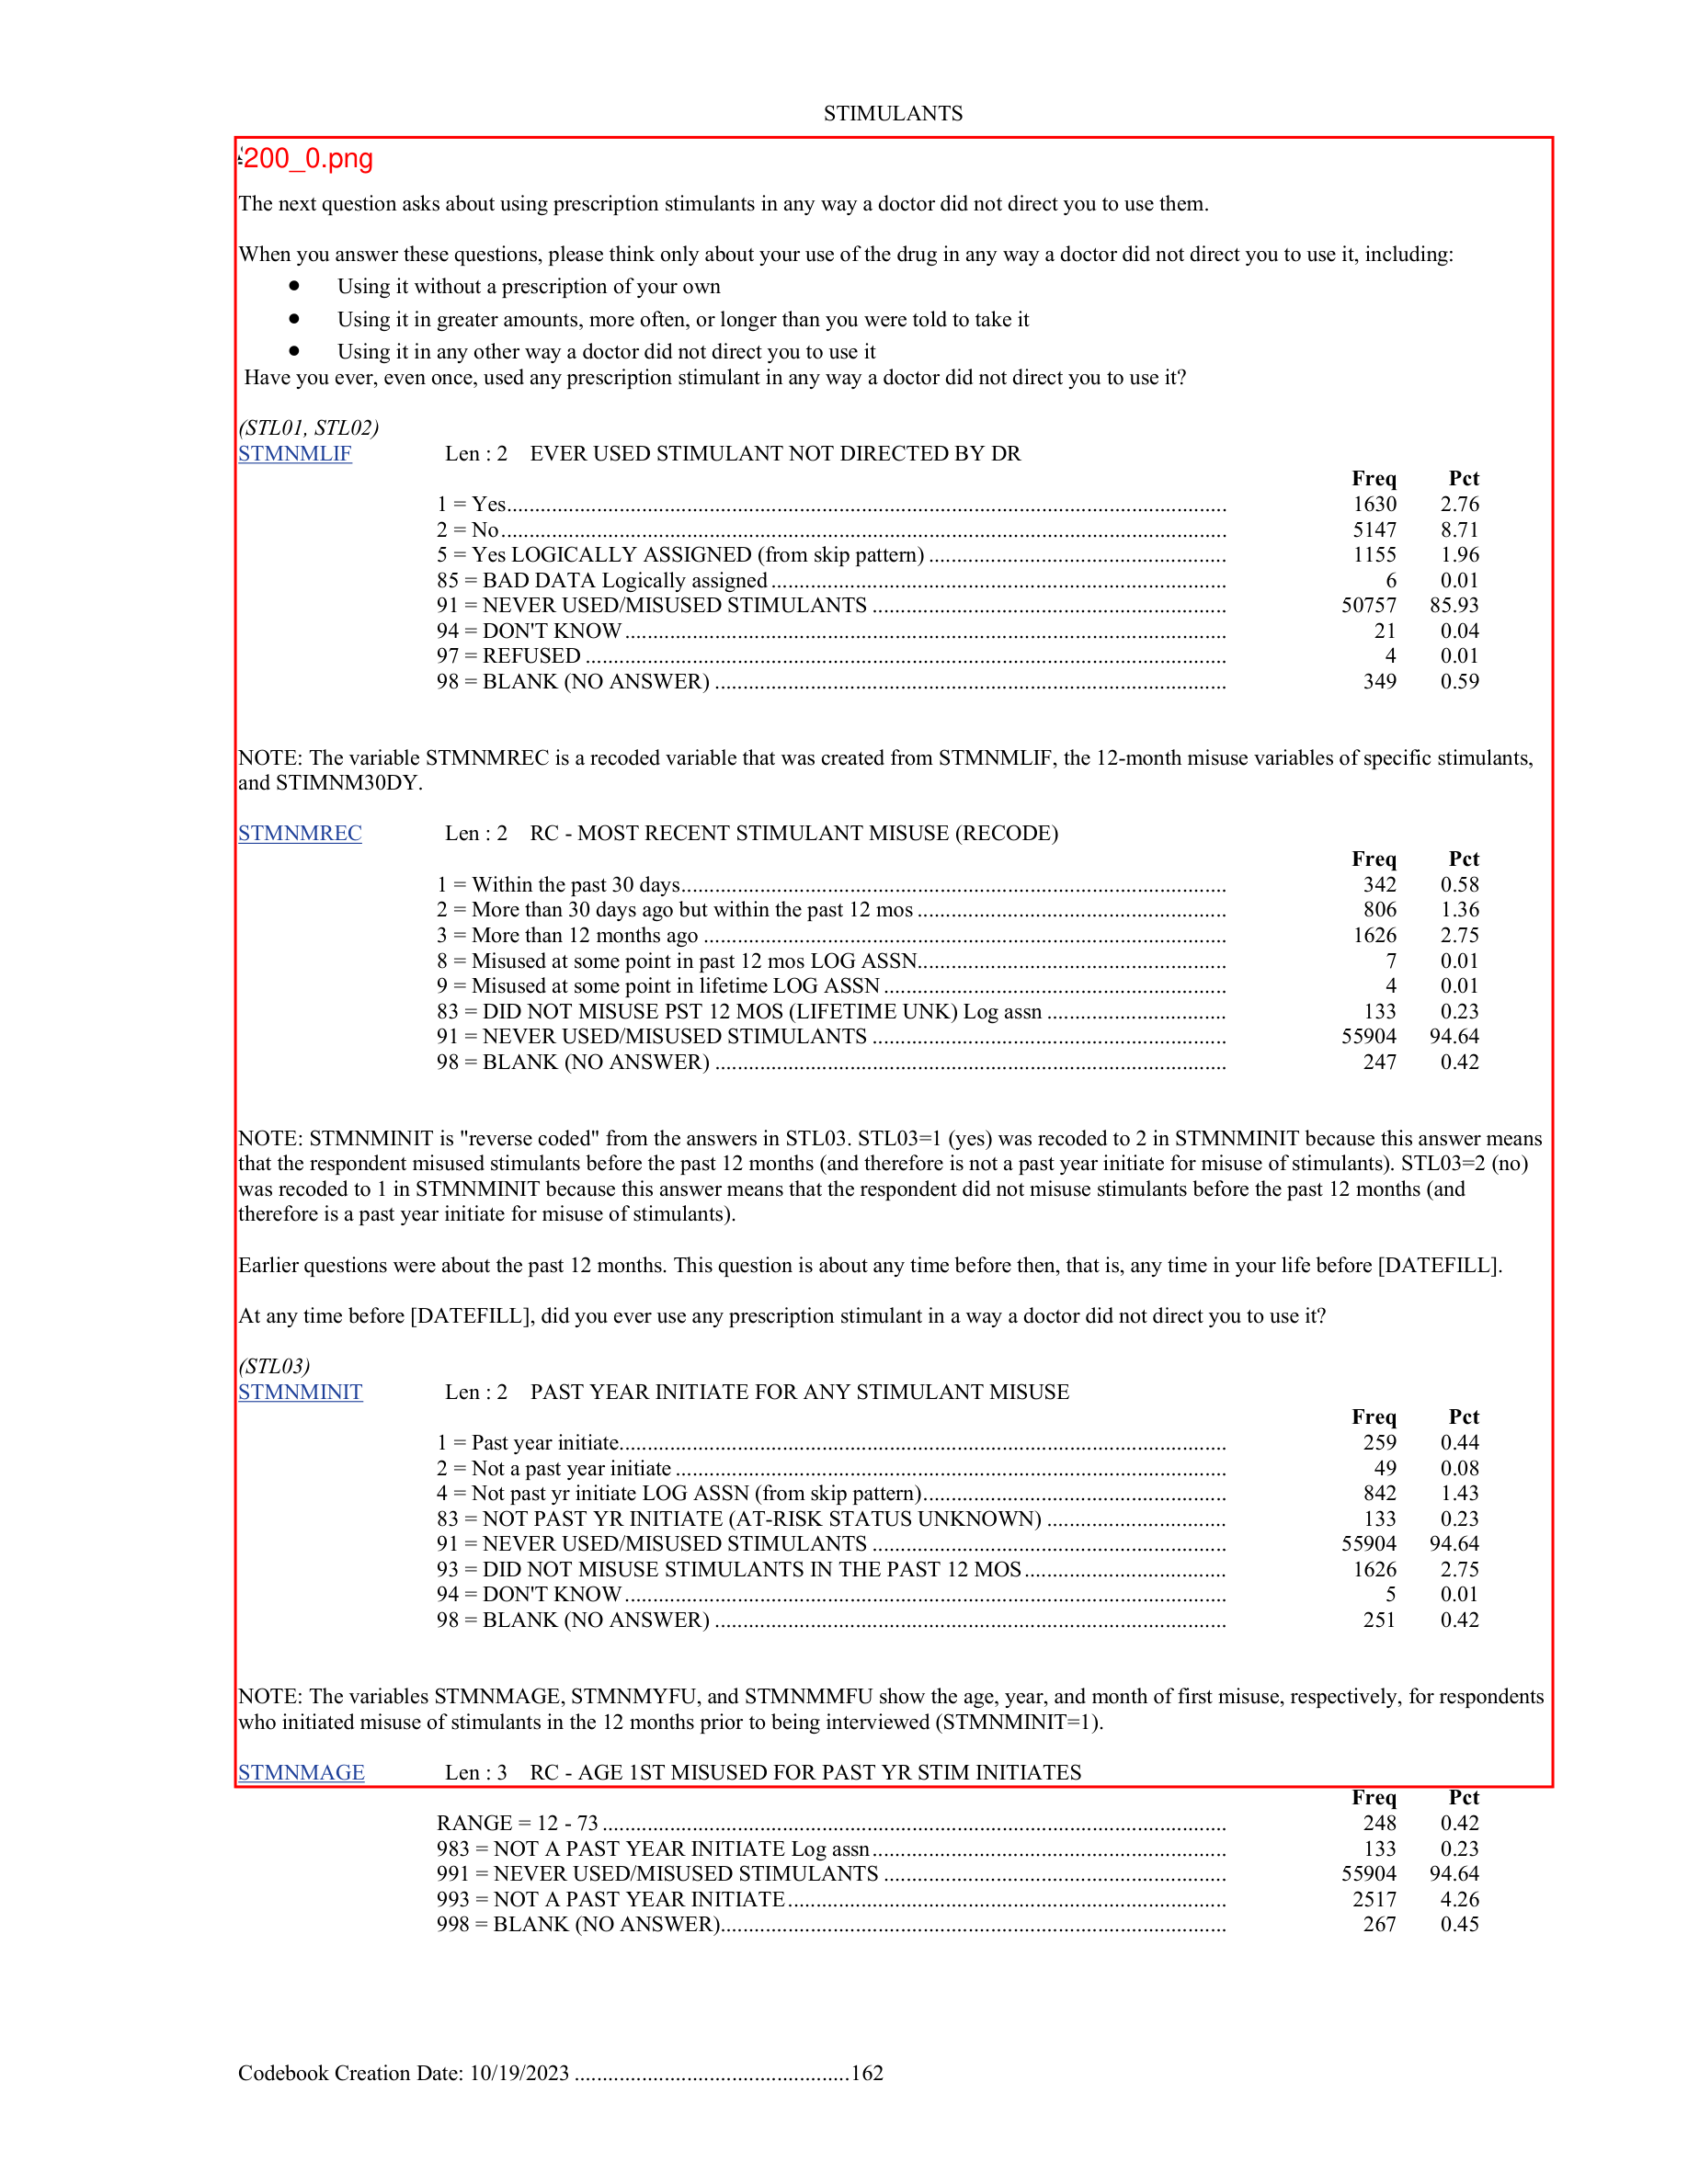 STIMULANTS
200_0.png
The next question asks about using prescription stimulants in any way a doctor did not direct you to use them.
When you answer these questions, please think only about your use of the drug in any way a doctor did not direct you to use it, including:
● Using it without a prescription of your own
● Using it in greater amounts, more often, or longer than you were told to take it
● Using it in any other way a doctor did not direct you to use it
Have you ever, even once, used any prescription stimulant in any way a doctor did not direct you to use it?
(STL01, STL02)
STMNMLIF Len : 2 EVER USED STIMULANT NOT DIRECTED BY DR
Freq Pct
1 = Yes 1630 2.76
2 = No 5147 8.71
5 = Yes LOGICALLY ASSIGNED (from skip pattern) 1155 1.96
85 = BAD DATA Logically assigned 6 0.01
91 = NEVER USED/MISUSED STIMULANTS 50757 85.93
94 = DON'T KNOW 21 0.04
97 = REFUSED 4 0.01
98 = BLANK (NO ANSWER) 349 0.59
NOTE: The variable STMNMREC is a recoded variable that was created from STMNMLIF, the 12-month misuse variables of specific stimulants,
and STIMNM30DY.
STMNMREC Len : 2 RC - MOST RECENT STIMULANT MISUSE (RECODE)
Freq Pct
1 = Within the past 30 days 342 0.58
2 = More than 30 days ago but within the past 12 mos 806 1.36
3 = More than 12 months ago 1626 2.75
8 = Misused at some point in past 12 mos LOG ASSN 7 0.01
9 = Misused at some point in lifetime LOG ASSN 4 0.01
83 = DID NOT MISUSE PST 12 MOS (LIFETIME UNK) Log assn 133 0.23
91 = NEVER USED/MISUSED STIMULANTS 55904 94.64
98 = BLANK (NO ANSWER) 247 0.42
NOTE: STMNMINIT is "reverse coded" from the answers in STL03. STL03=1 (yes) was recoded to 2 in STMNMINIT because this answer means
that the respondent misused stimulants before the past 12 months (and therefore is not a past year initiate for misuse of stimulants). STL03=2 (no)
was recoded to 1 in STMNMINIT because this answer means that the respondent did not misuse stimulants before the past 12 months (and
therefore is a past year initiate for misuse of stimulants).
Earlier questions were about the past 12 months. This question is about any time before then, that is, any time in your life before [DATEFILL].
At any time before [DATEFILL], did you ever use any prescription stimulant in a way a doctor did not direct you to use it?
(STL03)
STMNMINIT Len : 2 PAST YEAR INITIATE FOR ANY STIMULANT MISUSE
Freq Pct
1 = Past year initiate 259 0.44
2 = Not a past year initiate 49 0.08
4 = Not past yr initiate LOG ASSN (from skip pattern) 842 1.43
83 = NOT PAST YR INITIATE (AT-RISK STATUS UNKNOWN) 133 0.23
91 = NEVER USED/MISUSED STIMULANTS 55904 94.64
93 = DID NOT MISUSE STIMULANTS IN THE PAST 12 MOS 1626 2.75
94 = DON'T KNOW 5 0.01
98 = BLANK (NO ANSWER) 251 0.42
NOTE: The variables STMNMAGE, STMNMYFU, and STMNMMFU show the age, year, and month of first misuse, respectively, for respondents
who initiated misuse of stimulants in the 12 months prior to being interviewed (STMNMINIT=1).
STMNMAGE Len : 3 RC - AGE 1ST MISUSED FOR PAST YR STIM INITIATES
Freq Pct
RANGE = 12 - 73 248 0.42
983 = NOT A PAST YEAR INITIATE Log assn 133 0.23
991 = NEVER USED/MISUSED STIMULANTS 55904 94.64
993 = NOT A PAST YEAR INITIATE 2517 4.26
998 = BLANK (NO ANSWER) 267 0.45
Codebook Creation Date: 10/19/2023 162